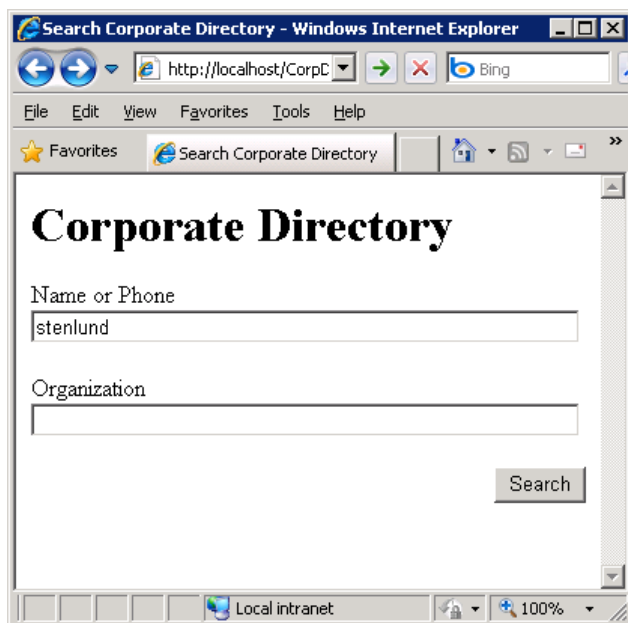 Search Corporate Directory - Windows Internet Explorer
http://localhost/CorpD
Bing
File Edit View Favorites Tools Help
Favorites
Search Corporate Directory
»
Corporate Directory
Name or Phone
stenlund
Organization
Search
Local intranet
100%